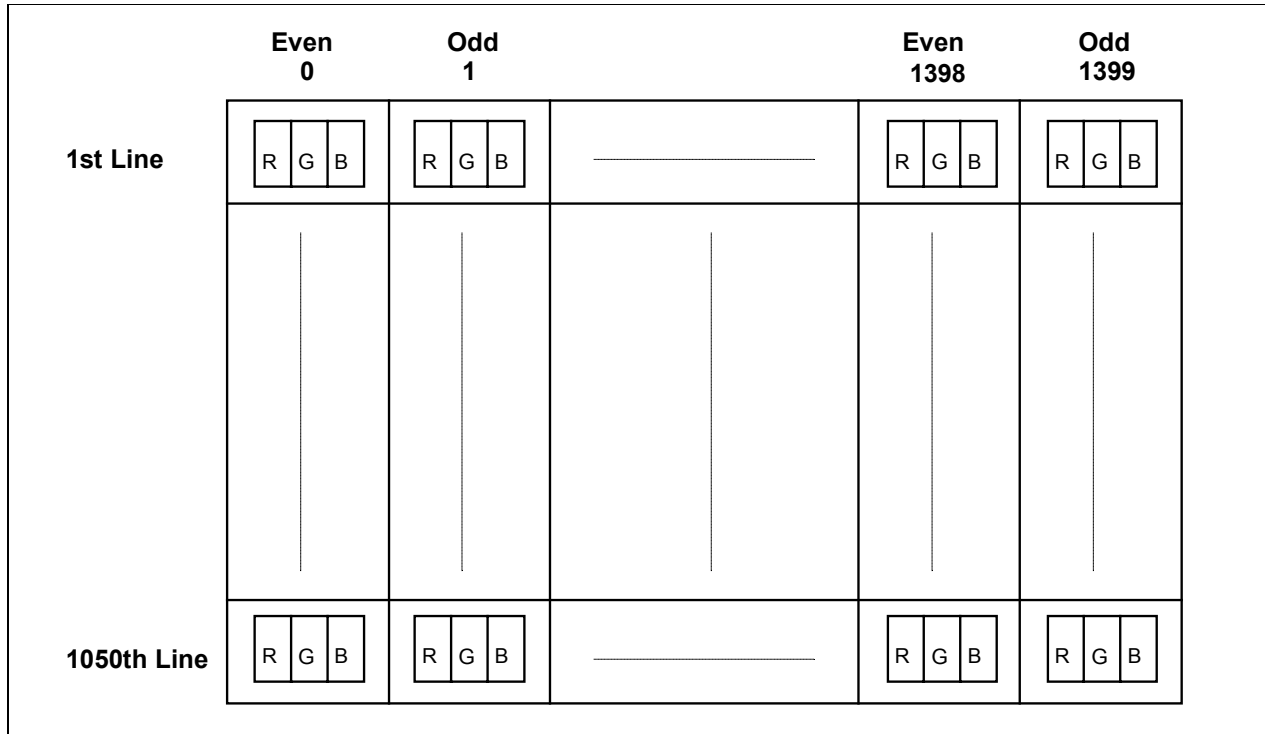 Even Odd Even Odd
0 1 1398 1399
1st Line R G B R G B R G B R G B
1050th Line R G B R G B R G B R G B